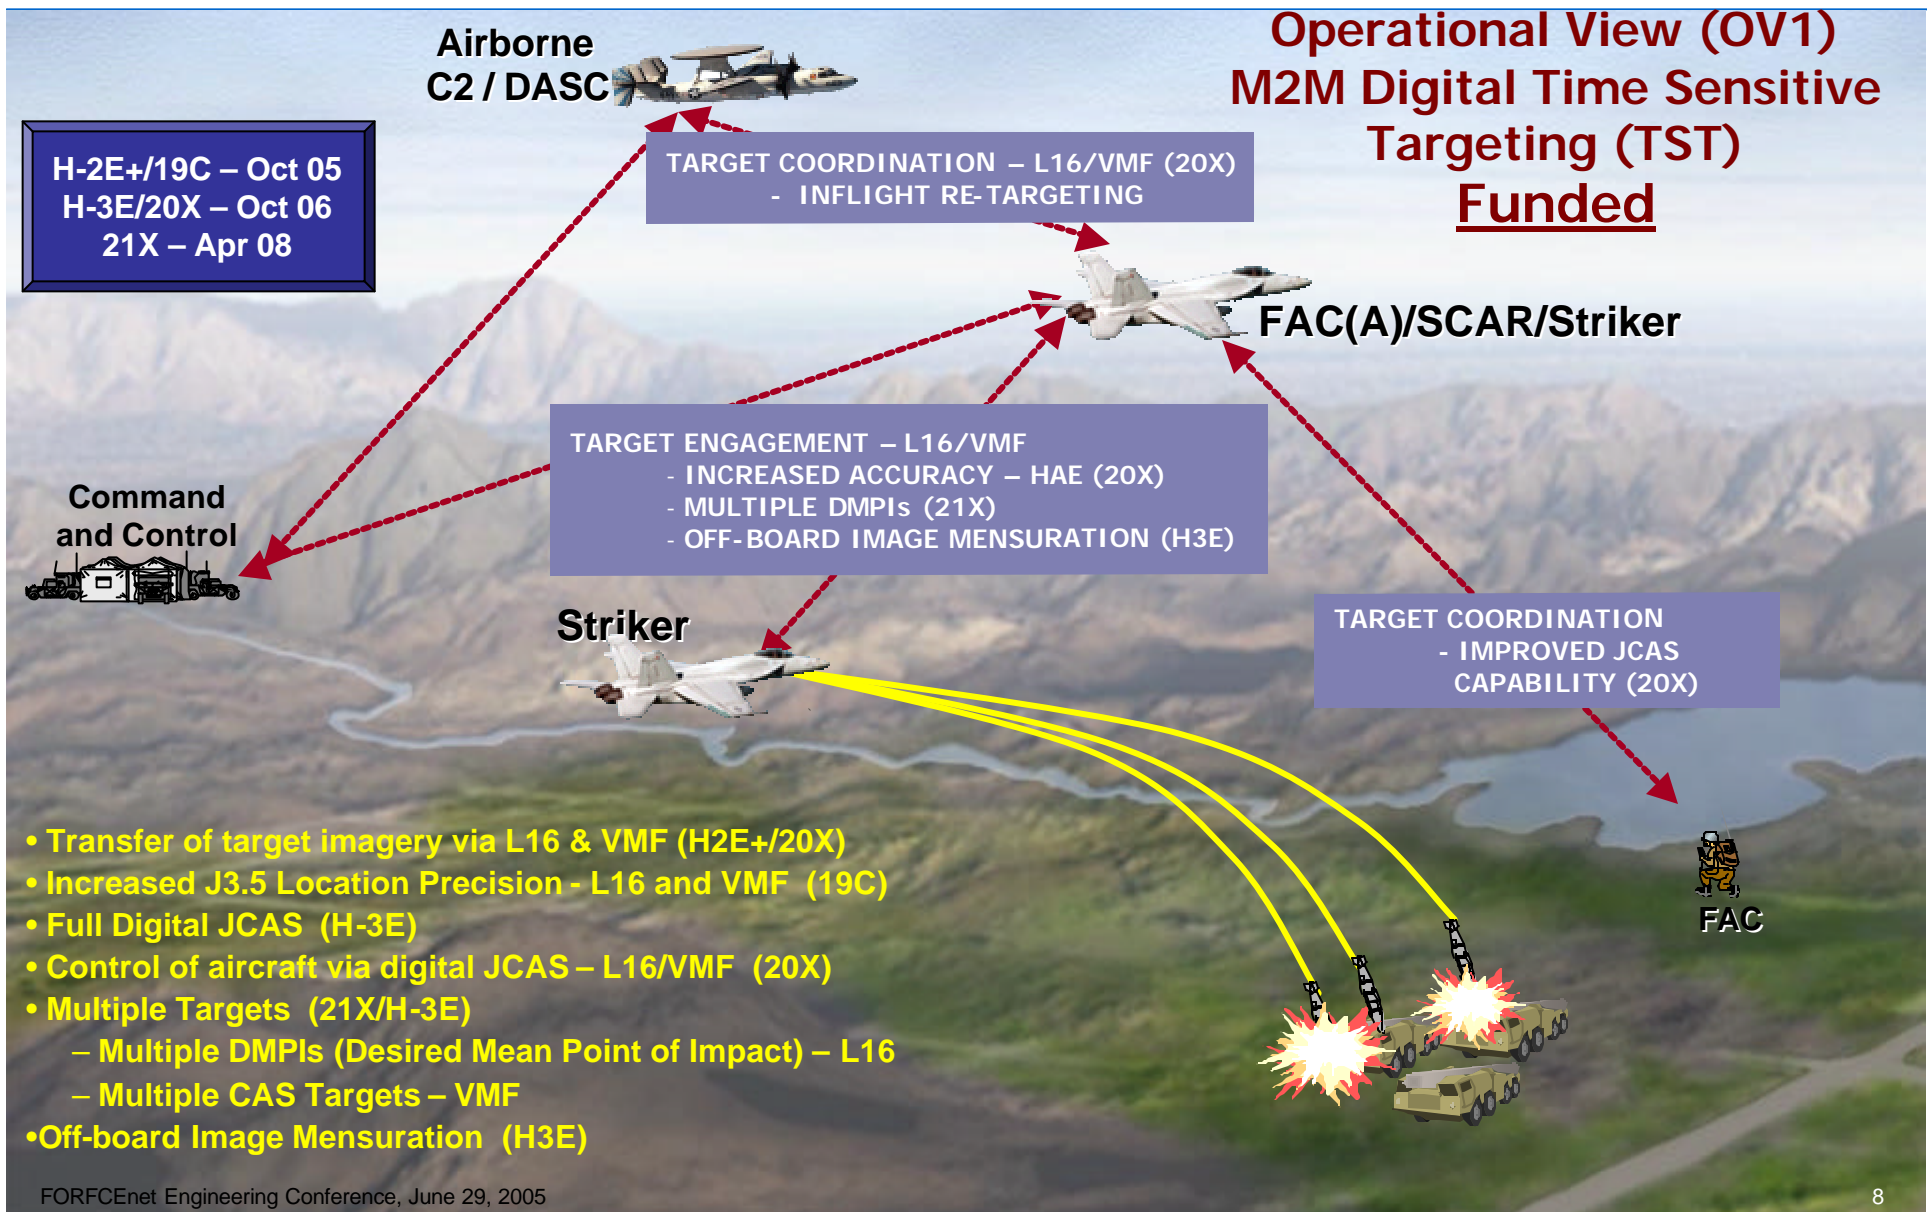 Operational View (OV1)
M2M Digital Time Sensitive
Targeting (TST)
Funded
Airborne
C2 / DASC
H-2E+/19C – Oct 05
H-3E/20X – Oct 06
21X – Apr 08
TARGET COORDINATION – L16/VMF (20X)
- INFLIGHT RE-TARGETING
FAC(A)/SCAR/Striker
TARGET ENGAGEMENT – L16/VMF
- INCREASED ACCURACY – HAE (20X)
- MULTIPLE DMPIs (21X)
- OFF-BOARD IMAGE MENSURATION (H3E)
Command
and Control
Striker
TARGET COORDINATION
- IMPROVED JCAS
CAPABILITY (20X)
FAC
• Transfer of target imagery via L16 & VMF (H2E+/20X)
• Increased J3.5 Location Precision - L16 and VMF (19C)
• Full Digital JCAS (H-3E)
• Control of aircraft via digital JCAS – L16/VMF (20X)
• Multiple Targets (21X/H-3E)
– Multiple DMPIs (Desired Mean Point of Impact) – L16
– Multiple CAS Targets – VMF
•Off-board Image Mensuration (H3E)
FORFCEnet Engineering Conference, June 29, 2005
8